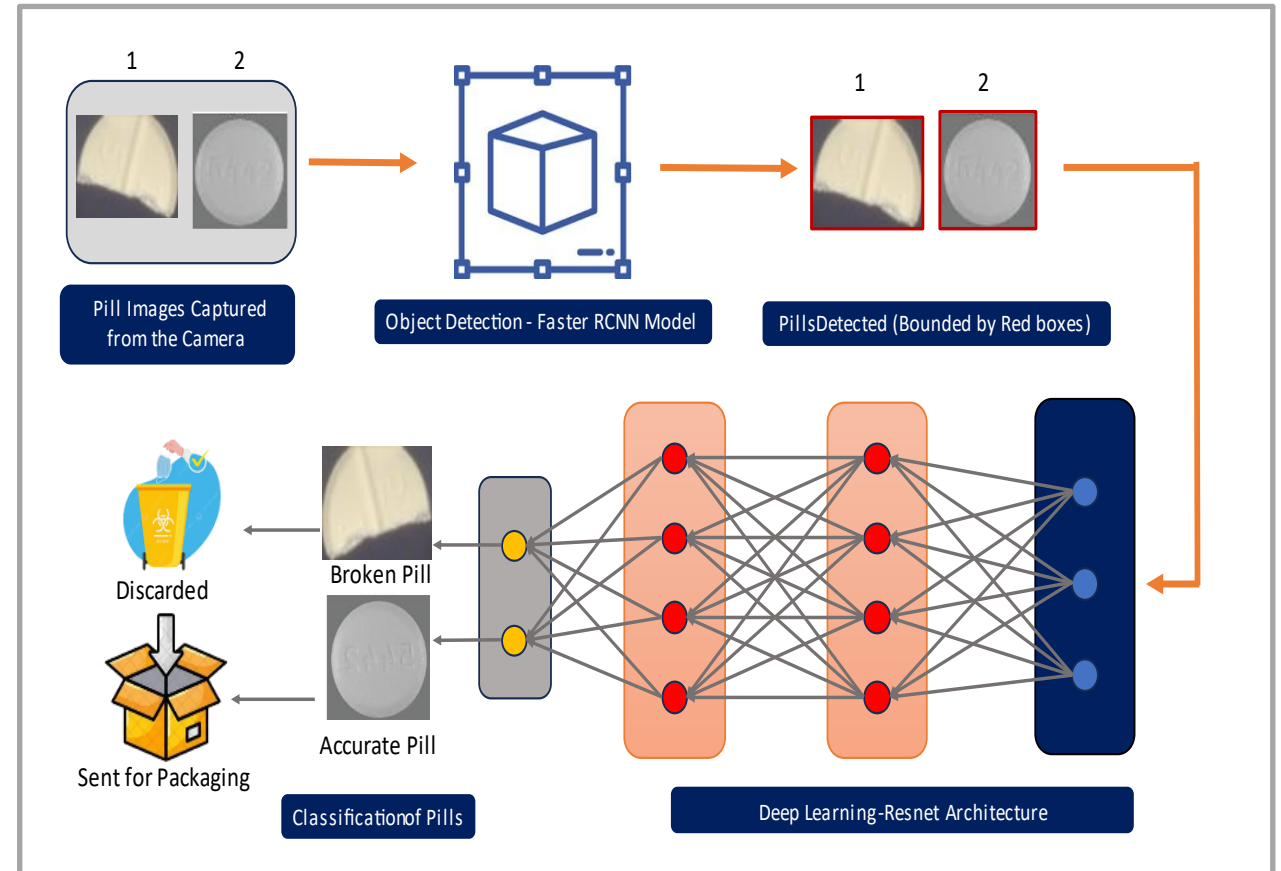 1 2
Pill Images Captured
from the Camera
Object Detection - Faster RCNN Model
1 2
PillsDetected (Bounded by Red boxes)
Discarded
Broken Pill
Sent for Packaging
Accurate Pill
Classificationof Pills
Deep Learning-Resnet Architecture